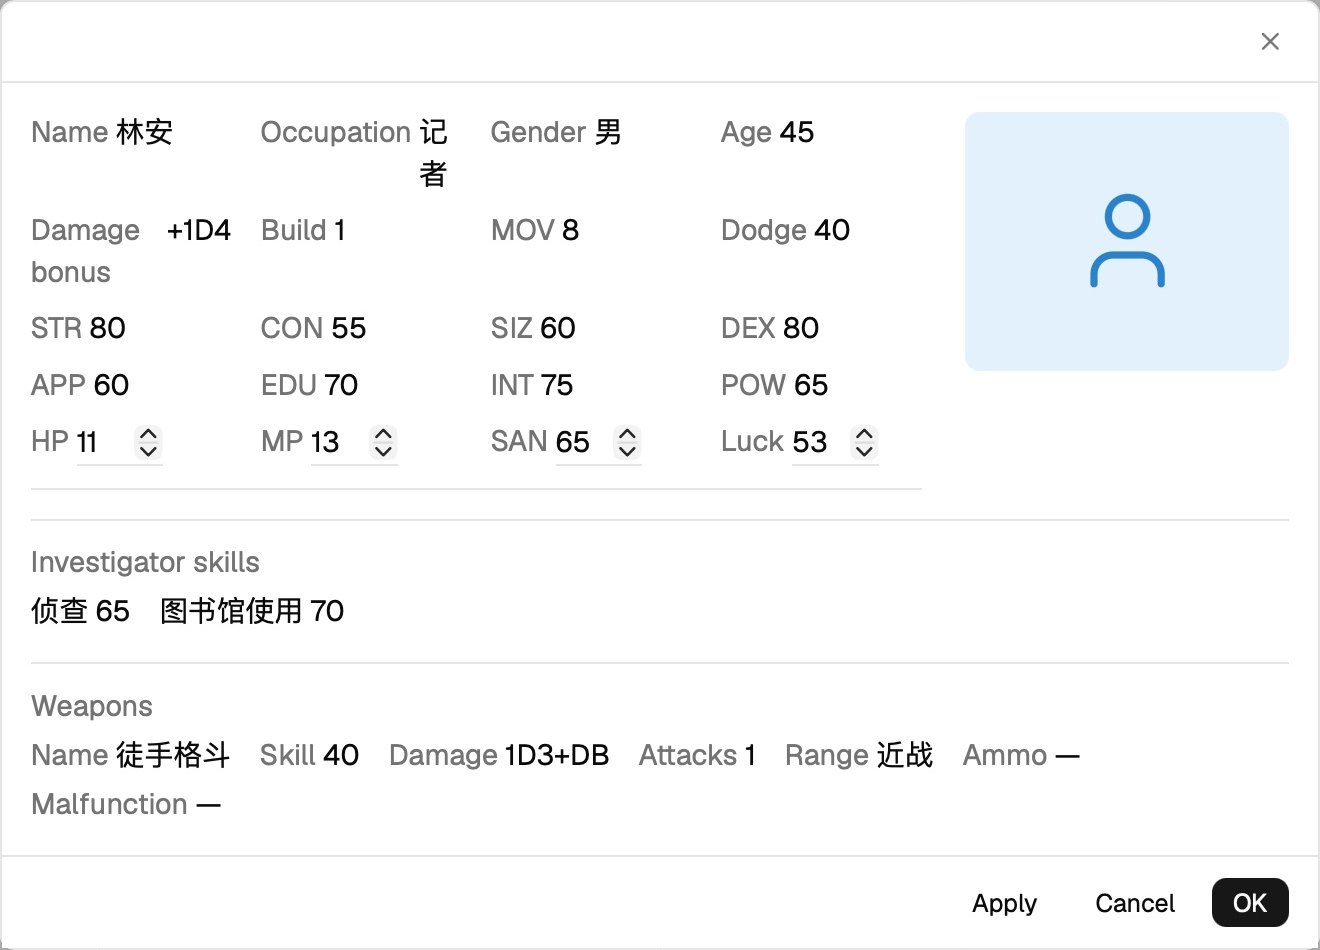 Name 林安 Occupation 记者 Gender 男 Age 45
Damage bonus +1D4 Build 1 MOV 8 Dodge 40
STR 80 CON 55 SIZ 60 DEX 80
APP 60 EDU 70 INT 75 POW 65
HP 11 MP 13 SAN 65 Luck 53
Investigator skills
侦查 65 图书馆使用 70
Weapons
Name 徒手格斗 Skill 40 Damage 1D3+DB Attacks 1 Range 近战 Ammo —
Malfunction —
Apply Cancel OK